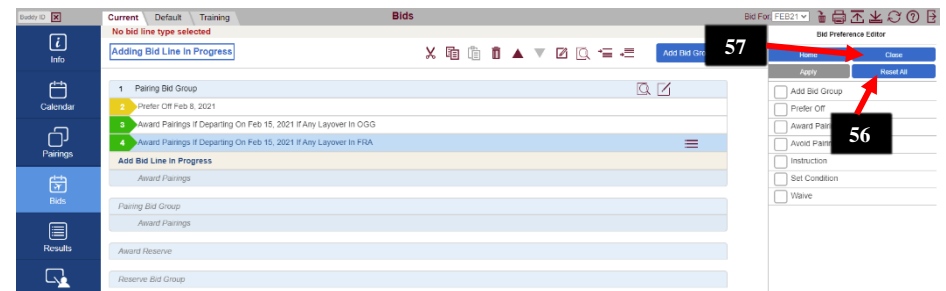 Buddy ID
Current Default Training
Bids
Bid For FEB21
No bid line type selected
Bid Preference Editor
Info
Adding Bid Line In Progress
Add Bid Gro
57
Home Close
Apply Reset All
1 Pairing Bid Group
Add Bid Group
Calendar
2 Prefer Off Feb 8, 2021
Prefer Off
3 Award Pairings If Departing On Feb 15, 2021 If Any Layover In OGG
Award Pair
56
4 Award Pairings If Departing On Feb 15, 2021 If Any Layover In FRA
Avoid Pairin
Pairings
Add Bid Line In Progress
Instruction
Award Pairings
Set Condition
Waive
Bids
Pairing Bid Group
Award Pairings
Results
Award Reserve
Reserve Bid Group